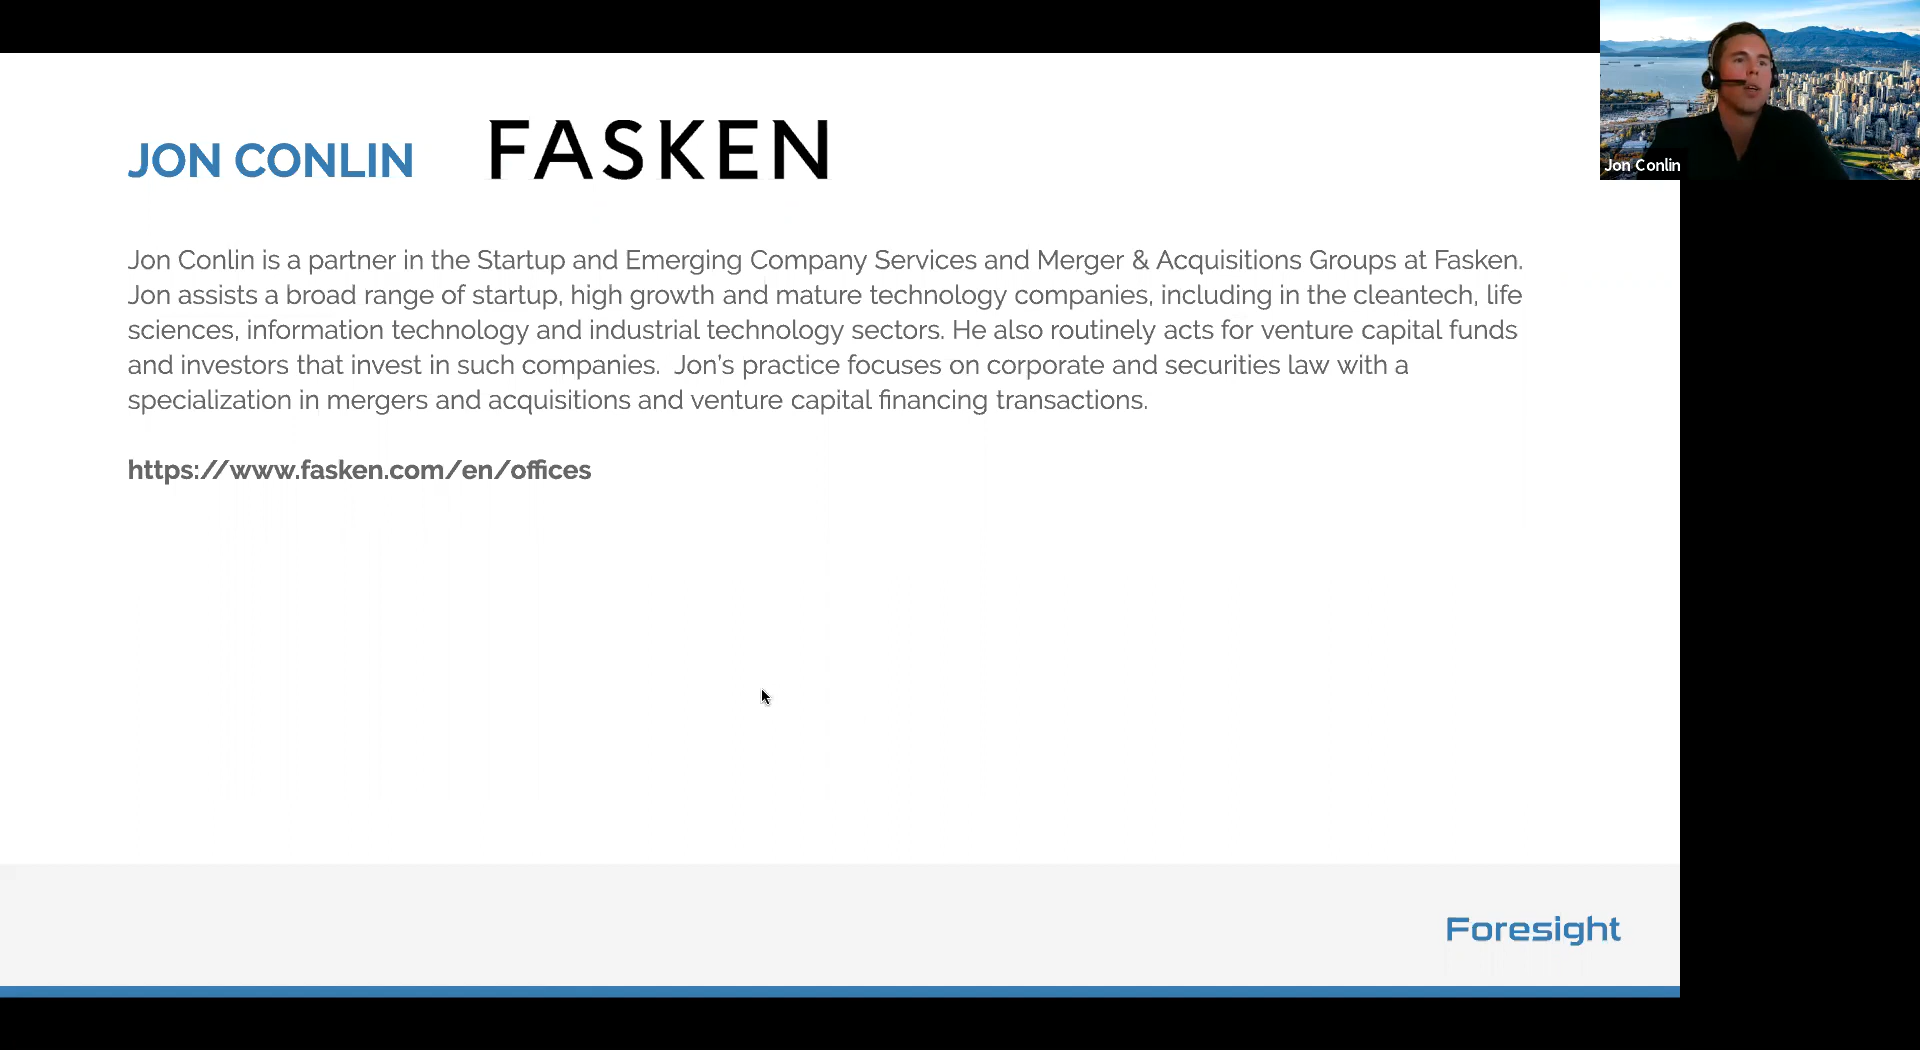 JON CONLIN
FASKEN
Jon Conlin
Jon Conlin is a partner in the Startup and Emerging Company Services and Merger & Acquisitions Groups at Fasken.
Jon assists a broad range of startup, high growth and mature technology companies, including in the cleantech, life
sciences, information technology and industrial technology sectors. He also routinely acts for venture capital funds
and investors that invest in such companies.  Jon’s practice focuses on corporate and securities law with a
specialization in mergers and acquisitions and venture capital financing transactions.
https://www.fasken.com/en/offices
Foresight